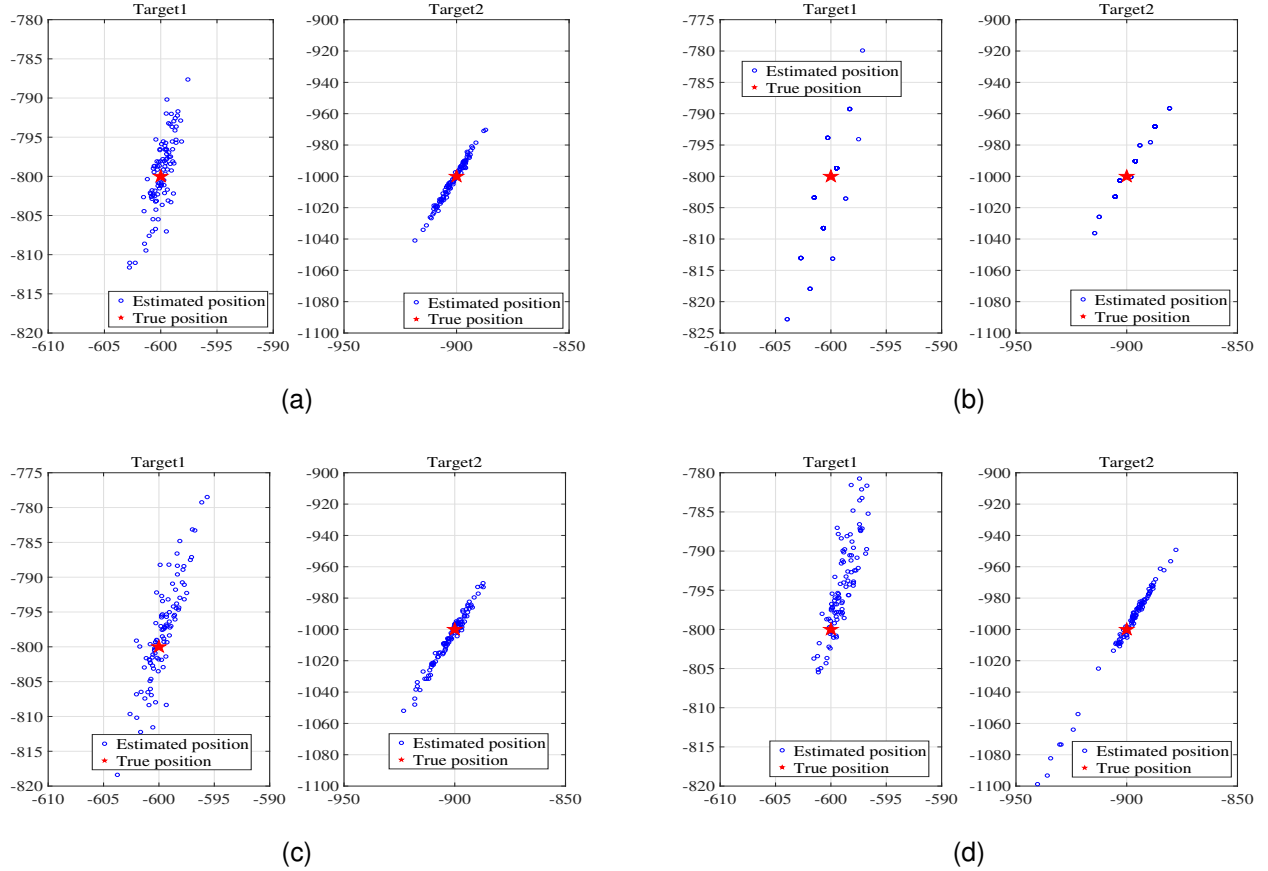 Target1
-780
-785
-790
-795
-800
-805
-810
-815
-820
-610 -605 -600 -595 -590
Estimated position
True position
Target2
-900
-920
-940
-960
-980
-1000
-1020
-1040
-1060
-1080
-1100
-950 -900 -850
Estimated position
True position
(a)
Target1
-775
-780
-785
-790
-795
-800
-805
-810
-815
-820
-825
-610 -605 -600 -595 -590
Estimated position
True position
Target2
-900
-920
-940
-960
-980
-1000
-1020
-1040
-1060
-1080
-1100
-950 -900 -850
Estimated position
True position
(b)
Target1
-775
-780
-785
-790
-795
-800
-805
-810
-815
-820
-610 -605 -600 -595 -590
Estimated position
True position
Target2
-900
-920
-940
-960
-980
-1000
-1020
-1040
-1060
-1080
-1100
-950 -900 -850
Estimated position
True position
(c)
Target1
-780
-785
-790
-795
-800
-805
-810
-815
-820
-610 -605 -600 -595 -590
Estimated position
True position
Target2
-900
-920
-940
-960
-980
-1000
-1020
-1040
-1060
-1080
-1100
-950 -900 -850
Estimated position
True position
(d)